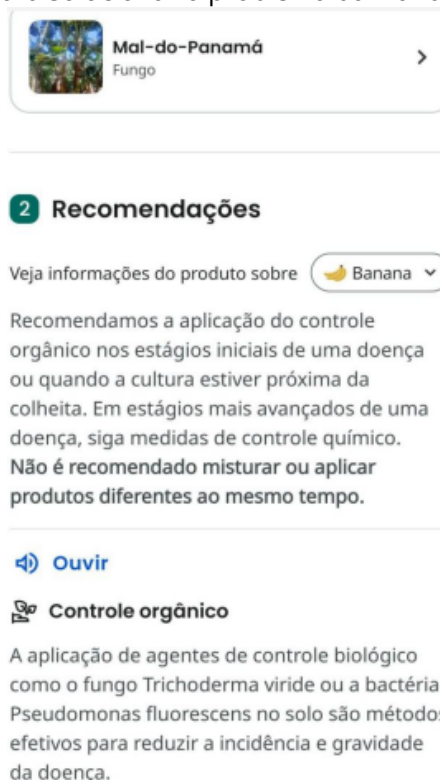 Mal-do-Panamá
Fungo
2 Recomendações
Veja informações do produto sobre Banana
Recomendamos a aplicação do controle
orgânico nos estágios iniciais de uma doença
ou quando a cultura estiver próxima da
colheita. Em estágios mais avançados de uma
doença, siga medidas de controle químico.
Não é recomendado misturar ou aplicar
produtos diferentes ao mesmo tempo.
Ouvir
Controle orgânico
A aplicação de agentes de controle biológico
como o fungo Trichoderma viride ou a bactéria
Pseudomonas fluorescens no solo são métodos
efetivos para reduzir a incidência e gravidade
da doença.